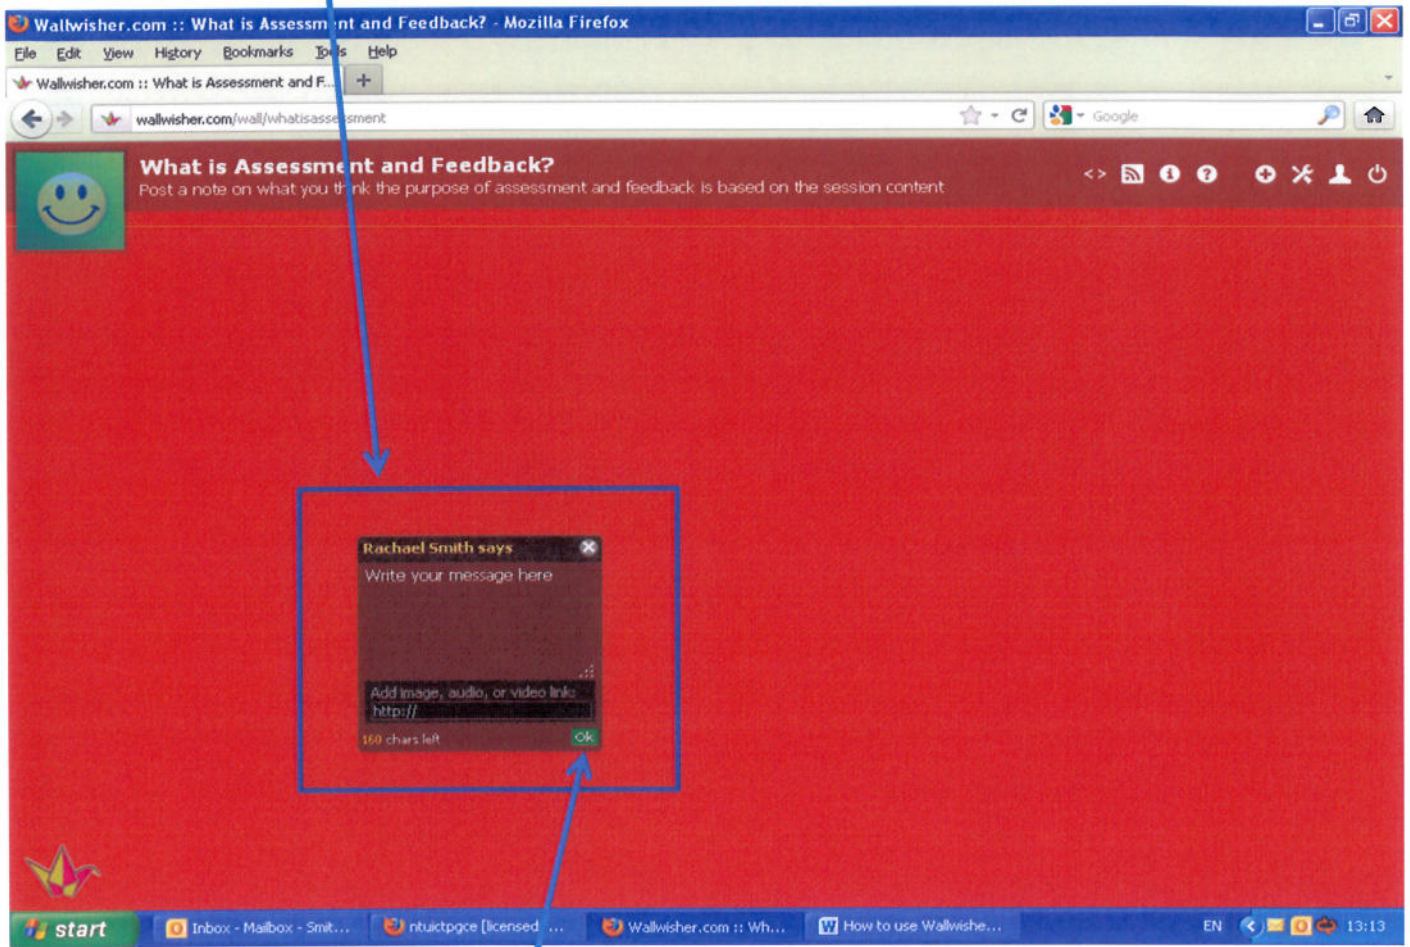 Wallwisher.com :: What is Assessment and Feedback? - Mozilla Firefox
File Edit View History Bookmarks Tools Help
Wallwisher.com :: What is Assessment and F...
wallwisher.com/wall/whatisassessment
Google
What is Assessment and Feedback?
Post a note on what you think the purpose of assessment and feedback is based on the session content
Rachael Smith says
Write your message here
Add image, audio, or video link:
http://
160 chars left
Ok
start
Inbox - Mailbox - Smit...
ntuictpgce [licensed ...
Wallwisher.com :: Wh...
How to use Wallwishe...
EN
13:13